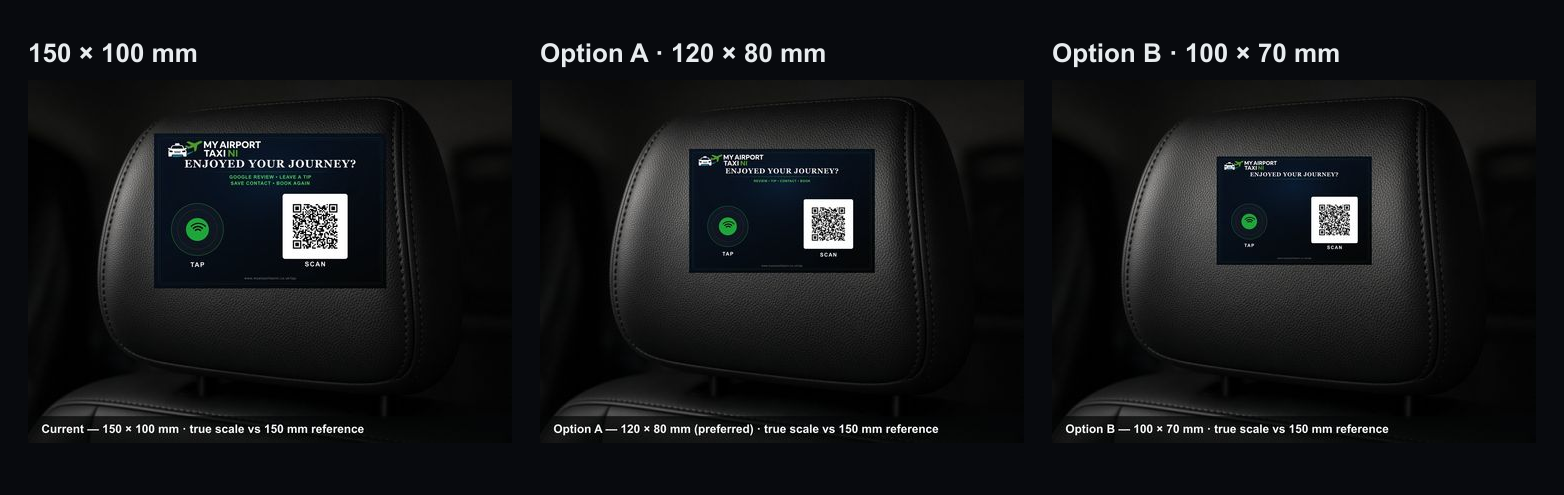 150 × 100 mm
MY AIRPORT
TAXI NI
ENJOYED YOUR JOURNEY?
GOOGLE REVIEW • LEAVE A TIP
SAVE CONTACT • BOOK AGAIN
TAP
SCAN
Current — 150 × 100 mm · true scale vs 150 mm reference
Option A · 120 × 80 mm
MY AIRPORT
TAXI NI
ENJOYED YOUR JOURNEY?
REVIEW • TIP • CONTACT • BOOK
TAP
SCAN
Option A — 120 × 80 mm (preferred) · true scale vs 150 mm reference
Option B · 100 × 70 mm
MY AIRPORT
TAXI NI
ENJOYED YOUR JOURNEY?
TAP
SCAN
Option B — 100 × 70 mm · true scale vs 150 mm reference